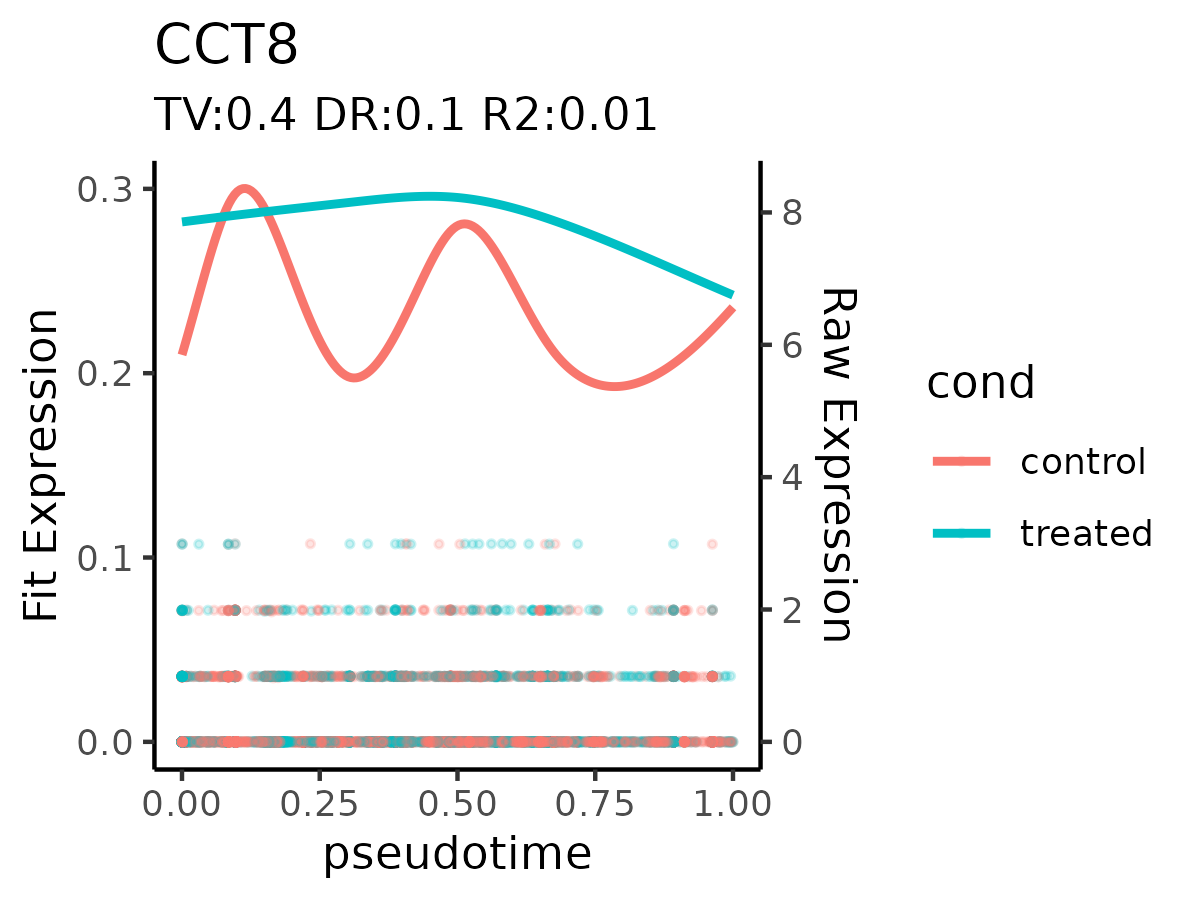 CCT8
TV:0.4 DR:0.1 R2:0.01
Fit Expression
0.3
0.2
0.1
0.0
8
6
4
2
0
Raw Expression
0.00 0.25 0.50 0.75 1.00
pseudotime
cond
control
treated